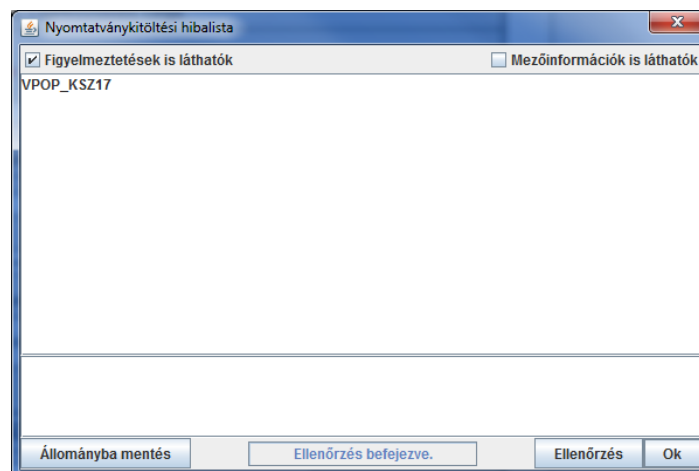 Nyomtatványkitöltési hibalista
Figyelmeztetések is láthatók Mezőinformációk is láthatók
VPOP_KSZ17
Állományba mentés Ellenőrzés befejezve. Ellenőrzés Ok